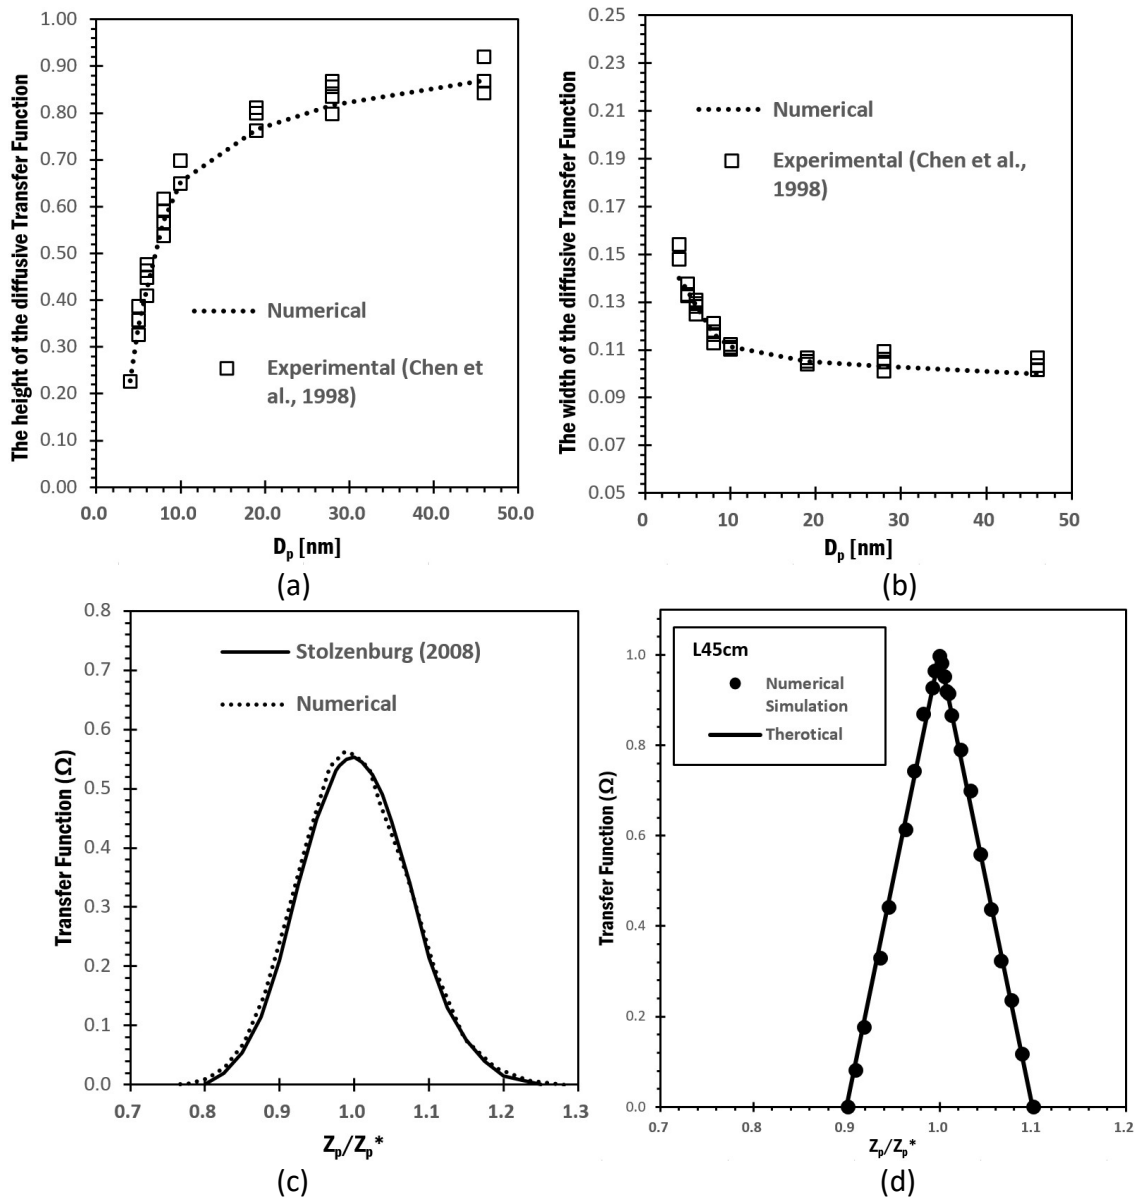 The height of the diffusive Transfer Function
1.00
0.90
0.80
0.70
0.60
0.50
0.40
0.30
0.20
0.10
0.00
Numerical
Experimental (Chen et
al., 1998)
0.0 10.0 20.0 30.0 40.0 50.0
Dp [nm]
(a)
The width of the diffusive Transfer Function
0.25
0.23
0.21
0.19
0.17
0.15
0.13
0.11
0.09
0.07
0.05
Numerical
Experimental (Chen et al.,
1998)
0 10 20 30 40 50
Dp [nm]
(b)
Transfer Function (Ω)
0.8
0.7
0.6
0.5
0.4
0.3
0.2
0.1
0.0
Stolzenburg (2008)
Numerical
0.7 0.8 0.9 1.0 1.1 1.2 1.3
Zp/Zp*
(c)
Transfer Function (Ω)
1.0
0.8
0.6
0.4
0.2
0.0
L45cm
Numerical
Simulation
Therotical
0.7 0.8 0.9 1.0 1.1 1.2
Zp/Zp*
(d)